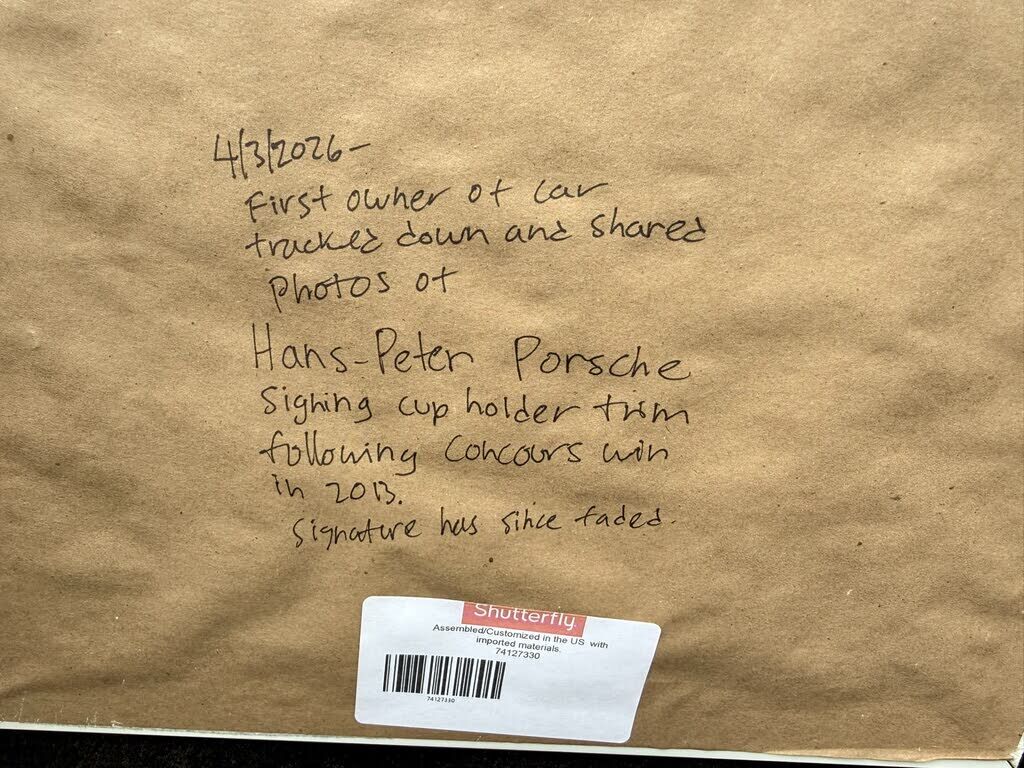 4/3/2026-
First owner of car
tracked down and shared
photos of
Hans-Peter Porsche
signing cup holder trim
following Concours win
in 2013.
Signature has since faded.
Shutterfly.
Assembled/Customized in the US with
imported materials.
74127330
74127330